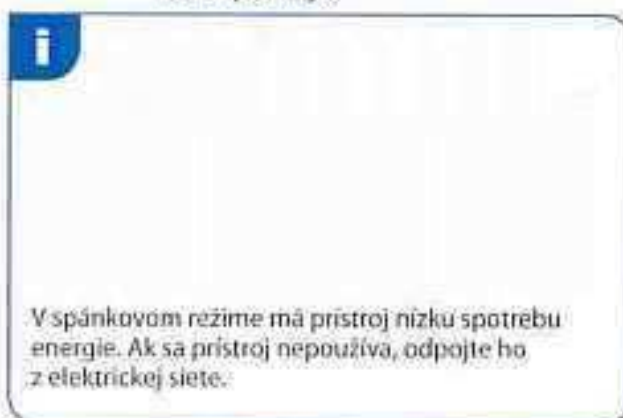 i
V spánkovom režime má prístroj nízku spotrebu
energie. Ak sa prístroj nepoužíva, odpojte ho
z elektrickej siete.